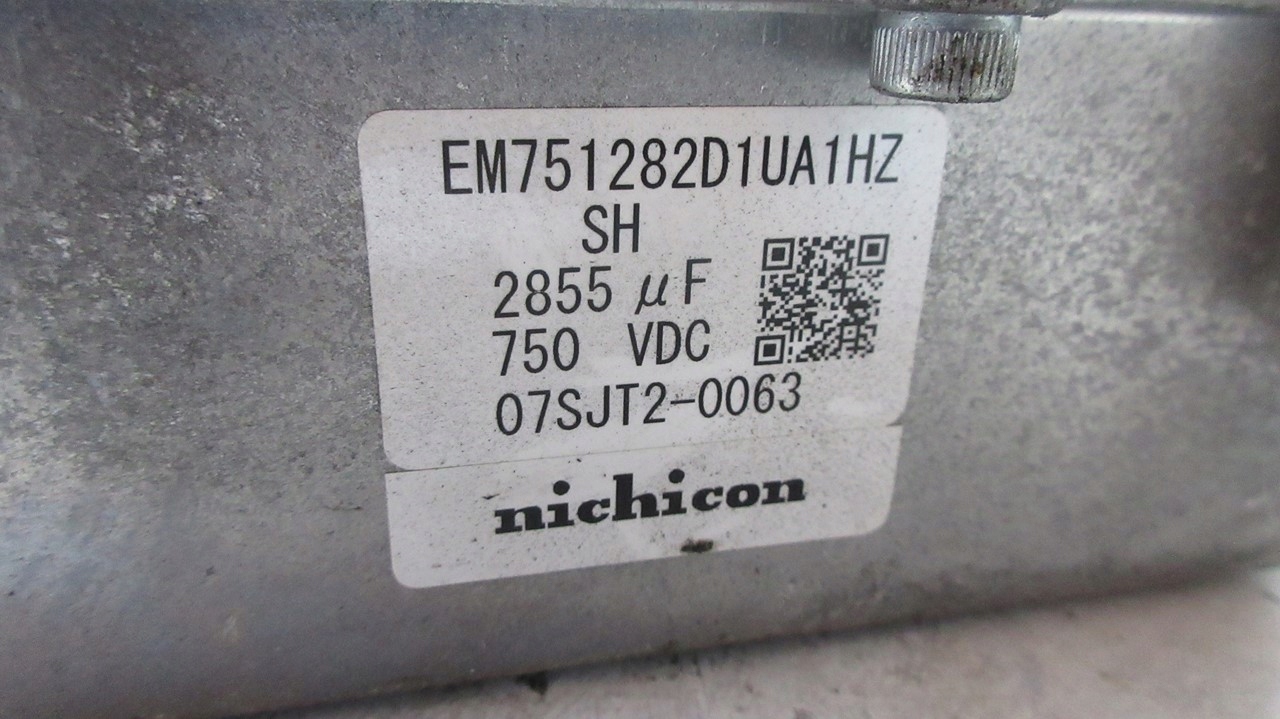 EM751282D1UA1HZ
SH
2855 μF
750 VDC
07SJT2-0063
nichicon